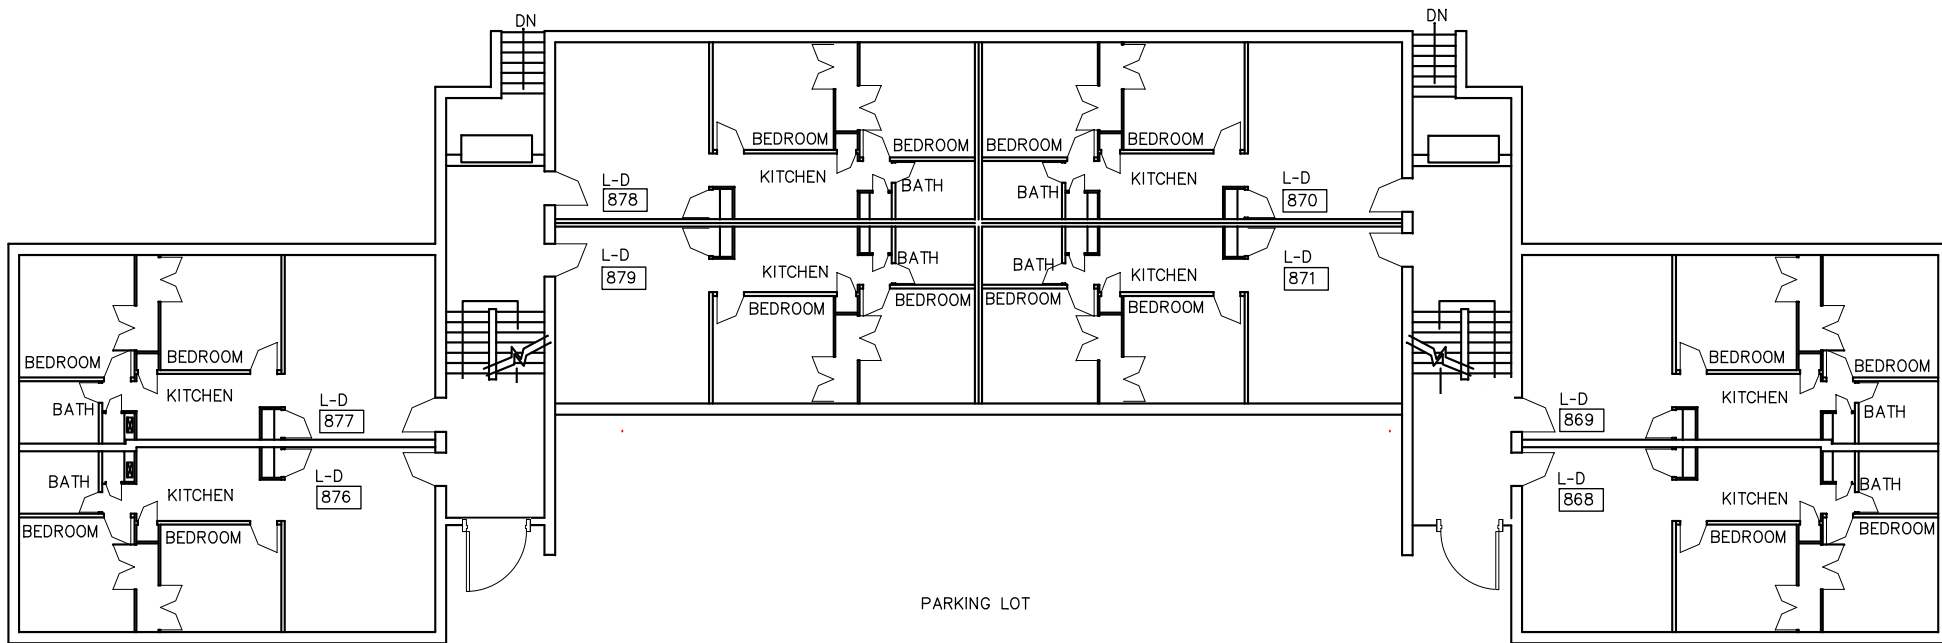 DN
DN
BEDROOM
BEDROOM
BEDROOM
BEDROOM
KITCHEN
BATH
BATH
KITCHEN
L-D
878
L-D
870
L-D
879
KITCHEN
BATH
BATH
KITCHEN
L-D
871
BEDROOM
BEDROOM
BEDROOM
BEDROOM
BEDROOM
BEDROOM
KITCHEN
BATH
L-D
877
BATH
KITCHEN
L-D
876
BEDROOM
BEDROOM
BEDROOM
BEDROOM
L-D
869
KITCHEN
BATH
L-D
868
KITCHEN
BATH
BEDROOM
BEDROOM
PARKING LOT